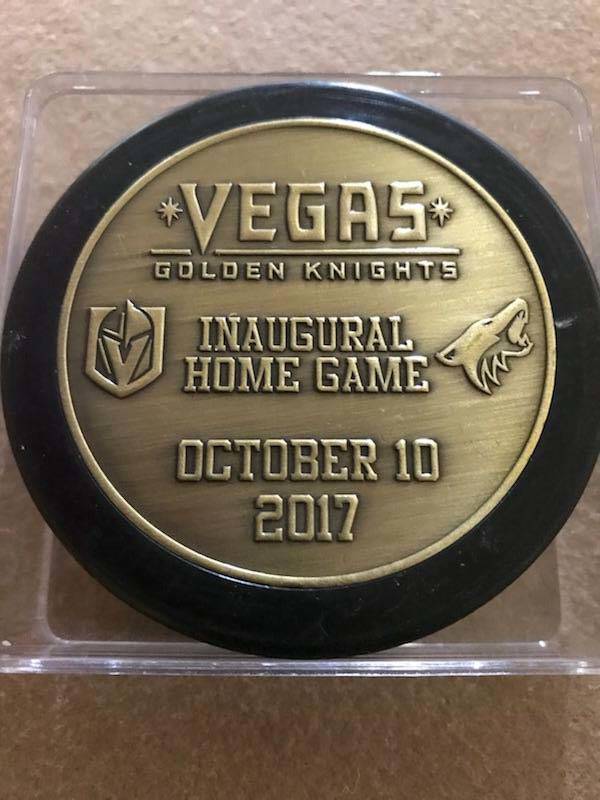 VEGAS
GOLDEN KNIGHTS
INAUGURAL
HOME GAME
OCTOBER 10
2017